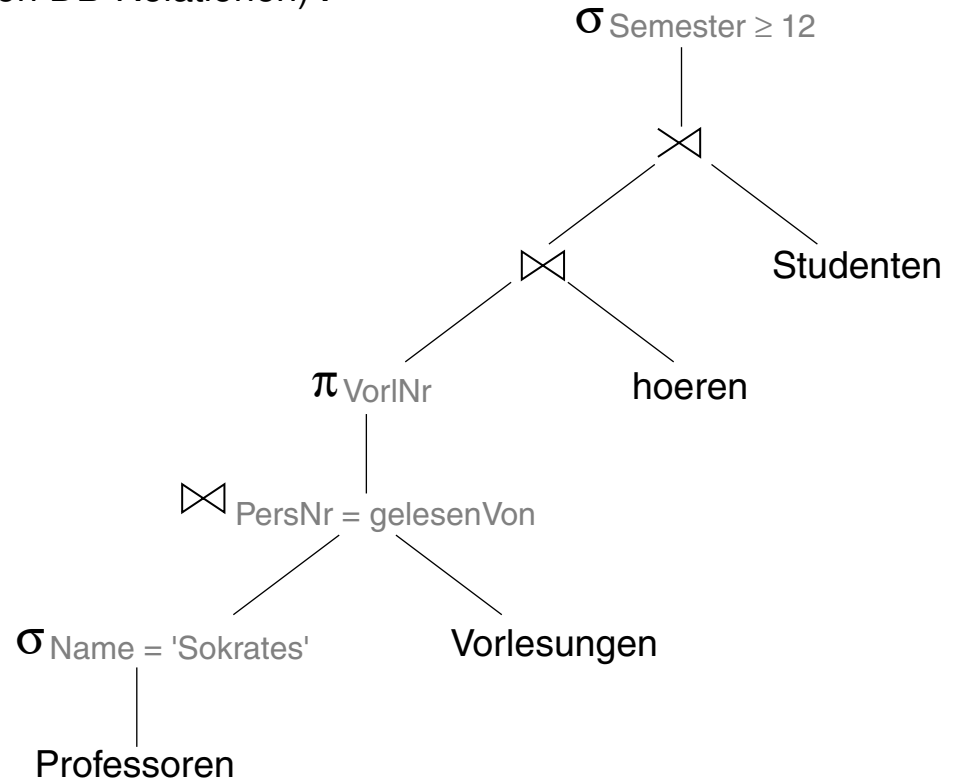 σ Semester ≥ 12
⋊
⋈
Studenten
π VorlNr
hoeren
⋈ PersNr = gelesenVon
σ Name = 'Sokrates'
Vorlesungen
Professoren